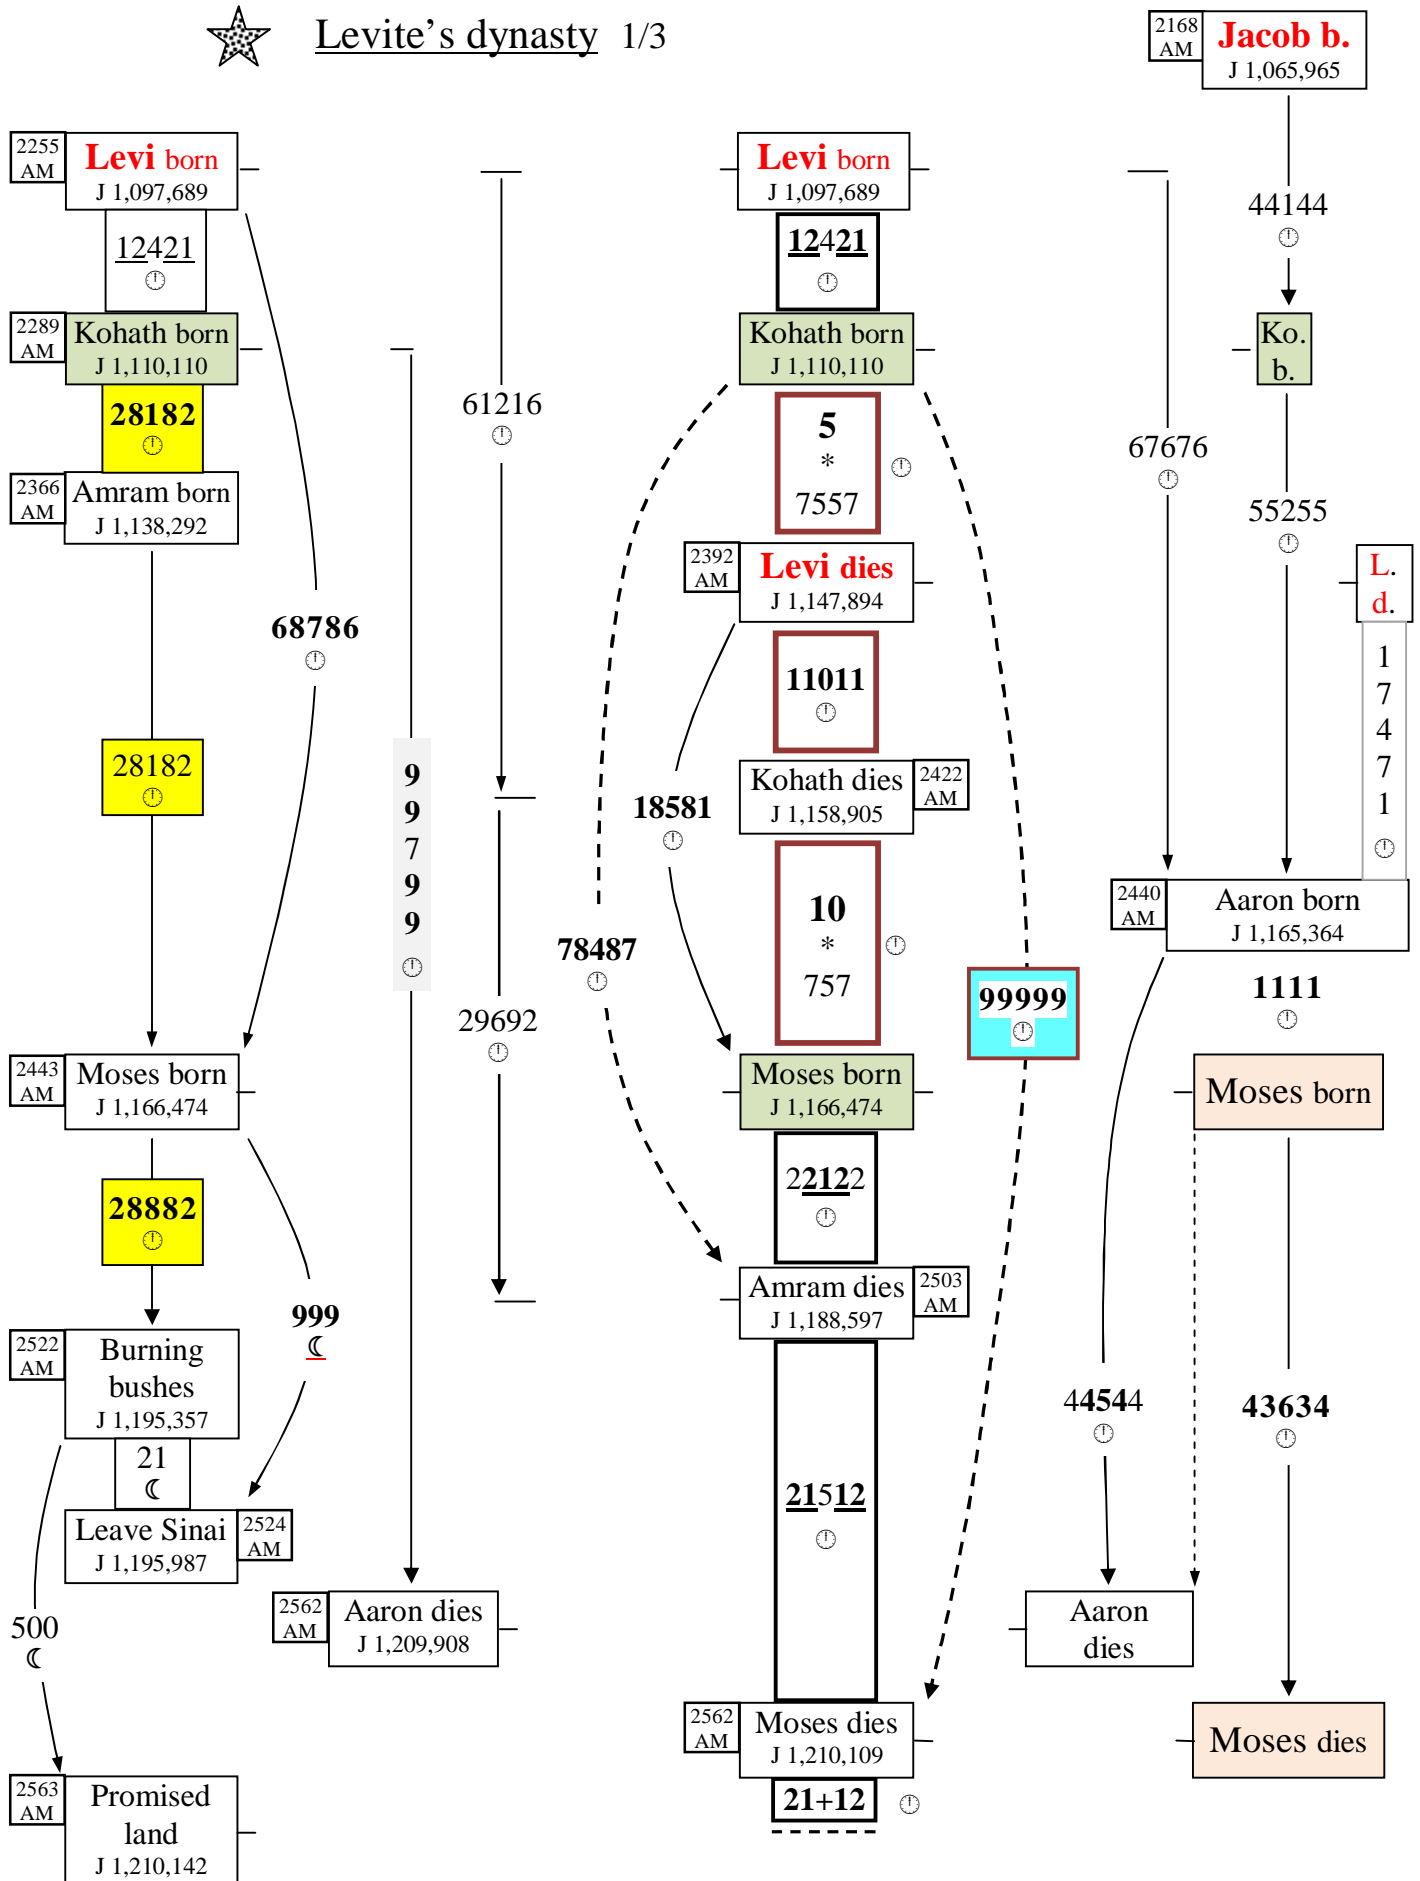 Levite's dynasty 1/3
2168
AM
Jacob b.
J 1,065,965
2255
AM
Levi born
J 1,097,689
12421
2289
AM
Kohath born
J 1,110,110
28182
2366
AM
Amram born
J 1,138,292
68786
28182
2443
AM
Moses born
J 1,166,474
28882
999
2522
AM
Burning
bushes
J 1,195,357
21
Leave Sinai
J 1,195,987
2524
AM
500
2563
AM
Promised
land
J 1,210,142
9
9
7
9
9
2562
AM
Aaron dies
J 1,209,908
61216
29692
Levi born
J 1,097,689
12421
Kohath born
J 1,110,110
5
*
7557
2392
AM
Levi dies
J 1,147,894
11011
18581
Kohath dies
J 1,158,905
2422
AM
10
*
757
78487
99999
Moses born
J 1,166,474
22122
Amram dies
J 1,188,597
2503
AM
21512
2562
AM
Moses dies
J 1,210,109
21+12
67676
44144
Ko.
b.
55255
L.
d.
1
7
4
7
1
2440
AM
Aaron born
J 1,165,364
1111
Moses born
44544
43634
Aaron
dies
Moses dies